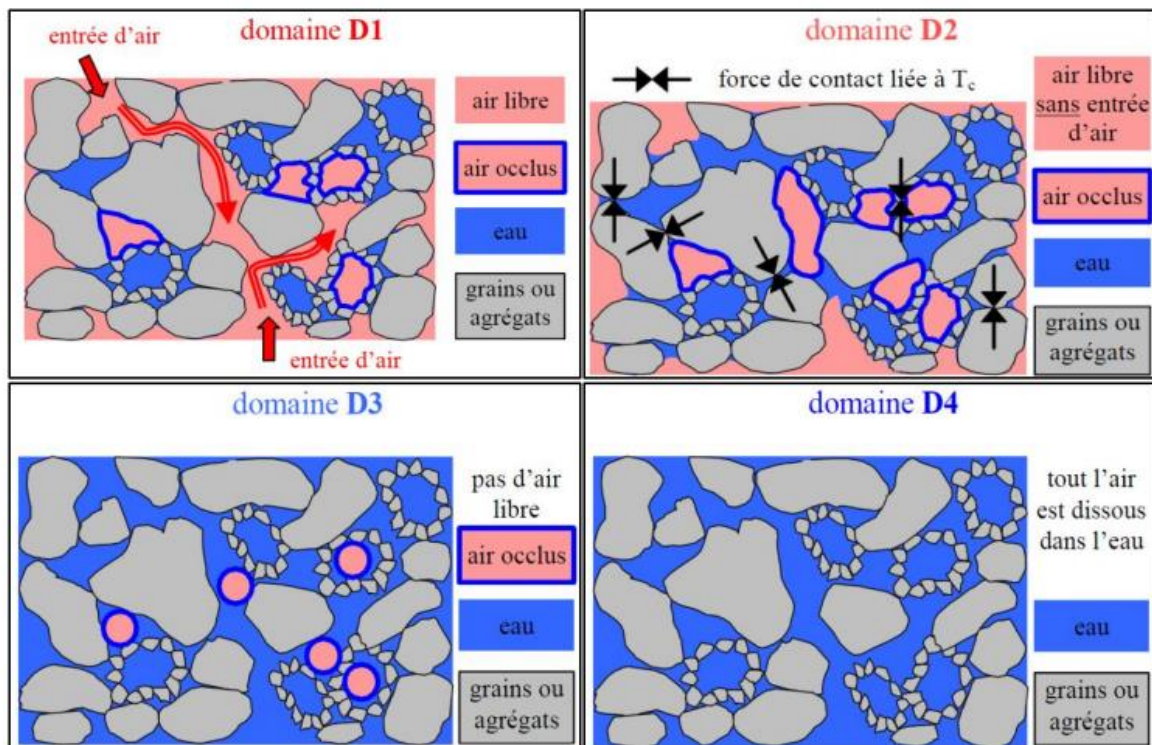 domaine D1
entrée d'air
air libre
air occlus
eau
grains ou
agrégats
entrée d'air
domaine D2
force de contact liée à Tc
air libre
sans entrée
d'air
air occlus
eau
grains ou
agrégats
domaine D3
pas d'air
libre
air occlus
eau
grains ou
agrégats
domaine D4
tout l'air
est dissous
dans l'eau
eau
grains ou
agrégats